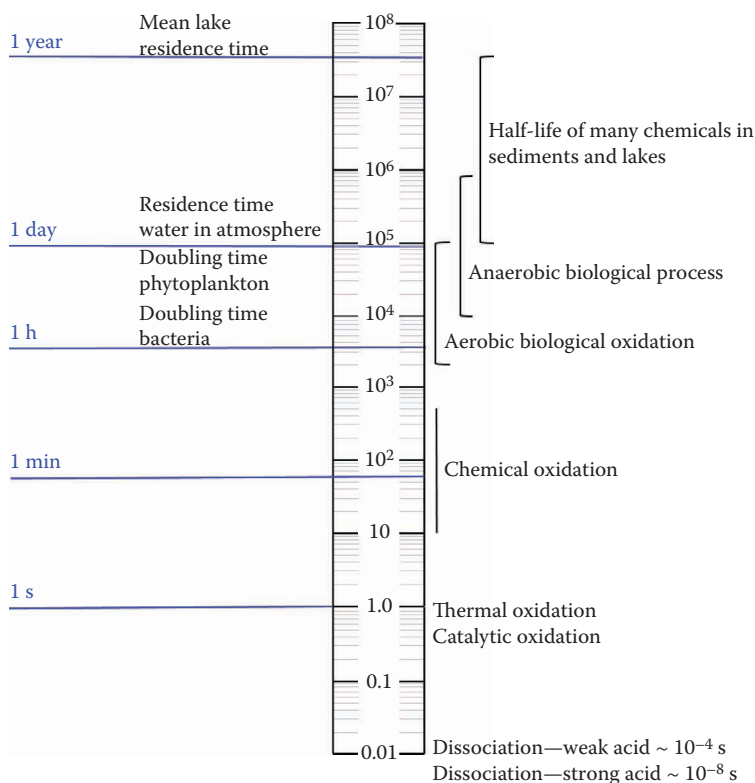 1 year
Mean lake
residence time
1 day
Residence time
water in atmosphere
Doubling time
phytoplankton
1 h
Doubling time
bacteria
1 min
1 s
10⁸
10⁷
10⁶
10⁵
10⁴
10³
10²
10
1.0
0.1
0.01
Half-life of many chemicals in
sediments and lakes
Anaerobic biological process
Aerobic biological oxidation
Chemical oxidation
Thermal oxidation
Catalytic oxidation
Dissociation—weak acid ~ 10⁻⁴ s
Dissociation—strong acid ~ 10⁻⁸ s